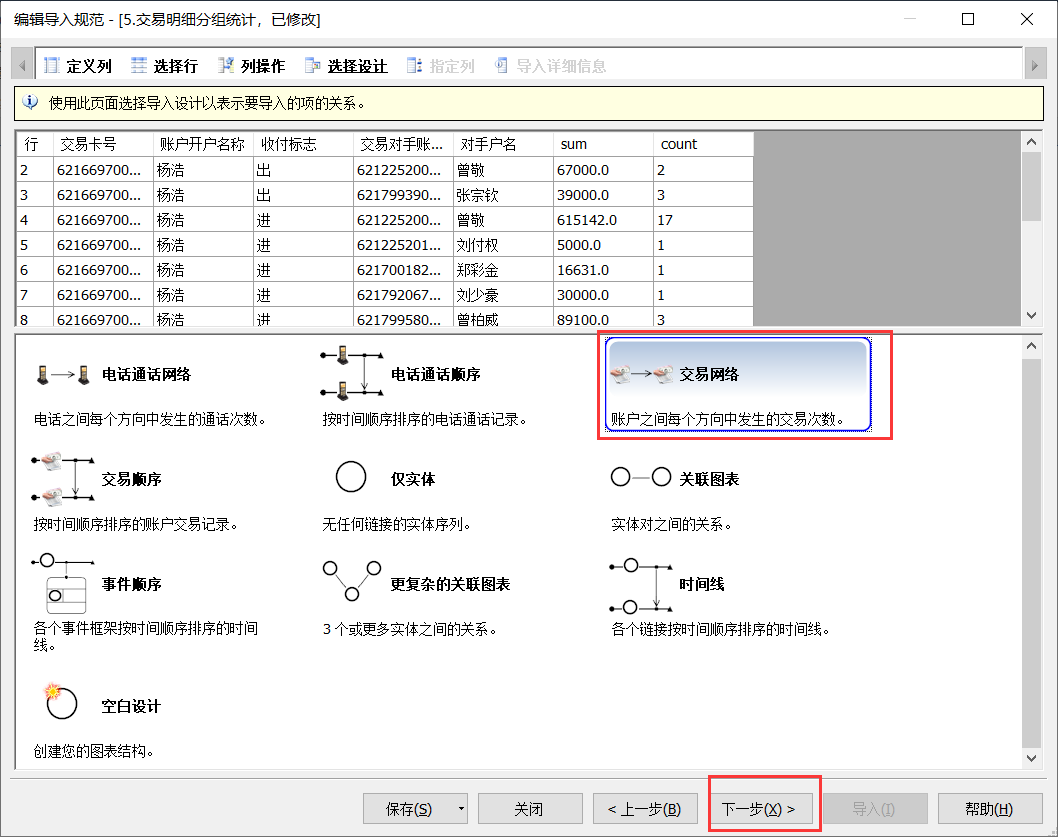 编辑导入规范 - [5.交易明细分组统计，已修改]
定义列 选择行 列操作 选择设计 指定列 导入详细信息
使用此页面选择导入设计以表示要导入的项的关系。
行 交易卡号 账户开户名称 收付标志 交易对手账... 对手户名 sum count
2 621669700... 杨浩 出 621225200... 曾敬 67000.0 2
3 621669700... 杨浩 出 621799390... 张宗钦 39000.0 3
4 621669700... 杨浩 进 621225200... 曾敬 615142.0 17
5 621669700... 杨浩 进 621225201... 刘付权 5000.0 1
6 621669700... 杨浩 进 621700182... 郑彩金 16631.0 1
7 621669700... 杨浩 进 621792067... 刘少豪 30000.0 1
8 621669700... 杨浩 进 621799580... 曾柏威 89100.0 3
电话通话网络 电话通话顺序 交易网络
电话之间每个方向中发生的通话次数。 按时间顺序排序的电话通话记录。 账户之间每个方向中发生的交易次数。
交易顺序 仅实体 关联图表
按时间顺序排序的账户交易记录。 无任何链接的实体序列。 实体对之间的关系。
事件顺序 更复杂的关联图表 时间线
各个事件框架按时间顺序排序的时间 3 个或更多实体之间的关系。 各个链接按时间顺序排序的时间线。
线。
空白设计
创建您的图表结构。
保存(S) 关闭 < 上一步(B) 下一步(X) > 导入(I) 帮助(H)